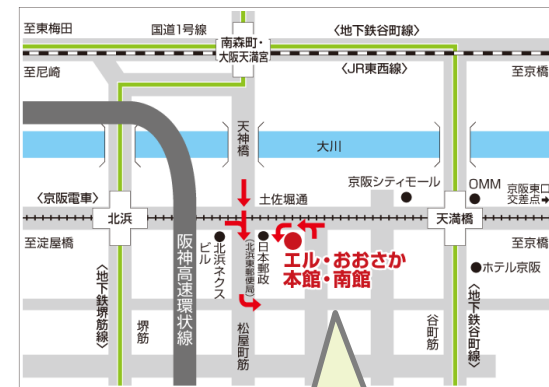 至東梅田
国道1号線
南森町・
大阪天満宮
〈地下鉄谷町線〉
至尼崎
〈JR東西線〉
至京橋
天神橋
大川
京阪シティモール
OMM
京阪東口
交差点➡
〈京阪電車〉
北浜
土佐堀通
天満橋
至淀屋橋
至京橋
阪神高速環状線
北浜ネクス
ビル
(北浜東郵便局)
日本郵政
エル・おおさか
本館・南館
ホテル京阪
〈地下鉄堺筋線〉
堺筋
松屋町筋
谷町筋
〈地下鉄谷町線〉